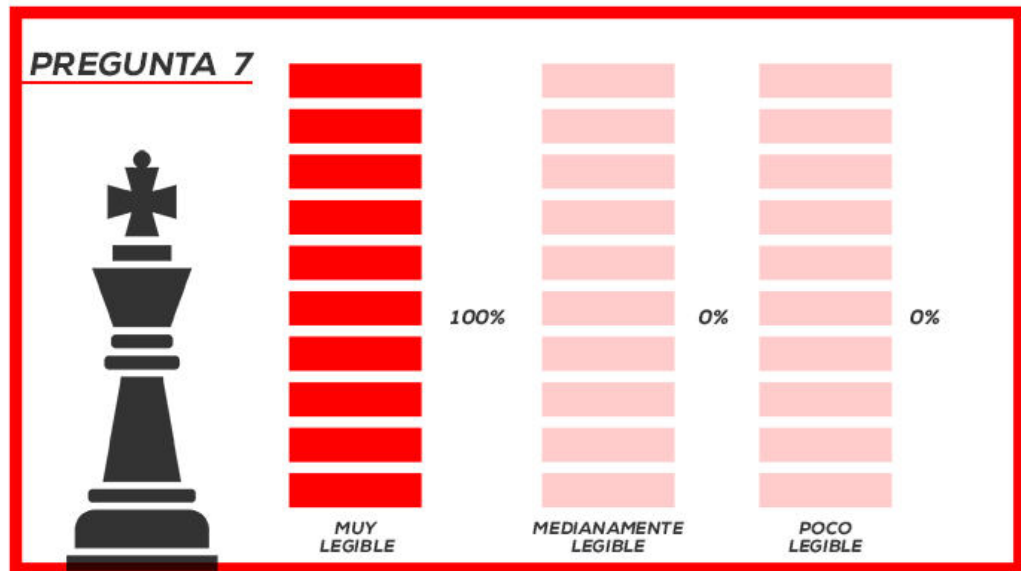 PREGUNTA 7
100%
0%
0%
MUY
LEGIBLE
MEDIANAMENTE
LEGIBLE
POCO
LEGIBLE